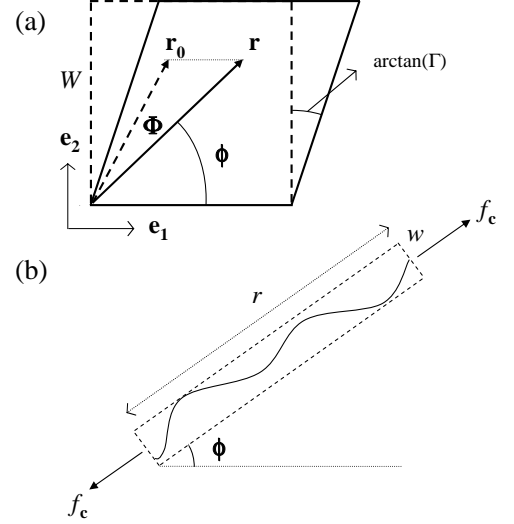 (a)
r₀ r
W
arctan(Γ)
Φ
ϕ
e₂
e₁
f_c
w
(b)
r
ϕ
f_c